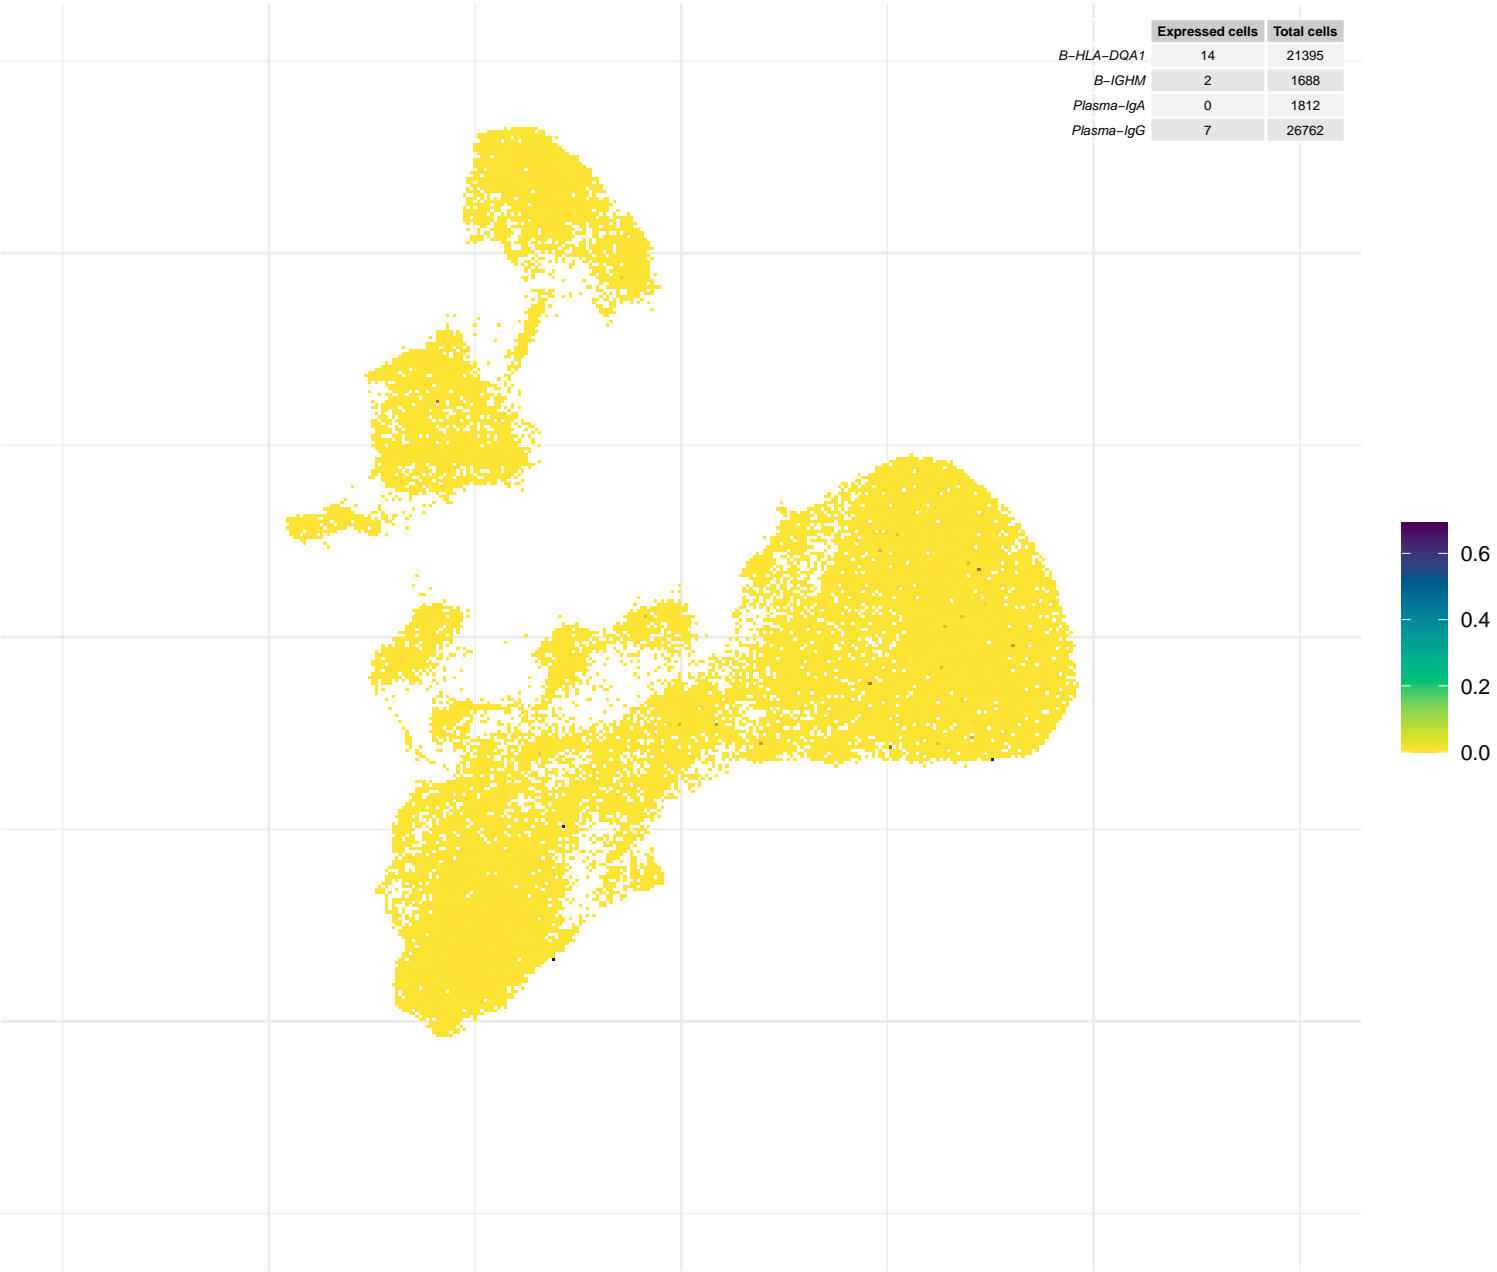 Expressed cells Total cells
B−HLA−DQA1 14 21395
B−IGHM 2 1688
Plasma−IgA 0 1812
Plasma−IgG 7 26762
0.6
0.4
0.2
0.0